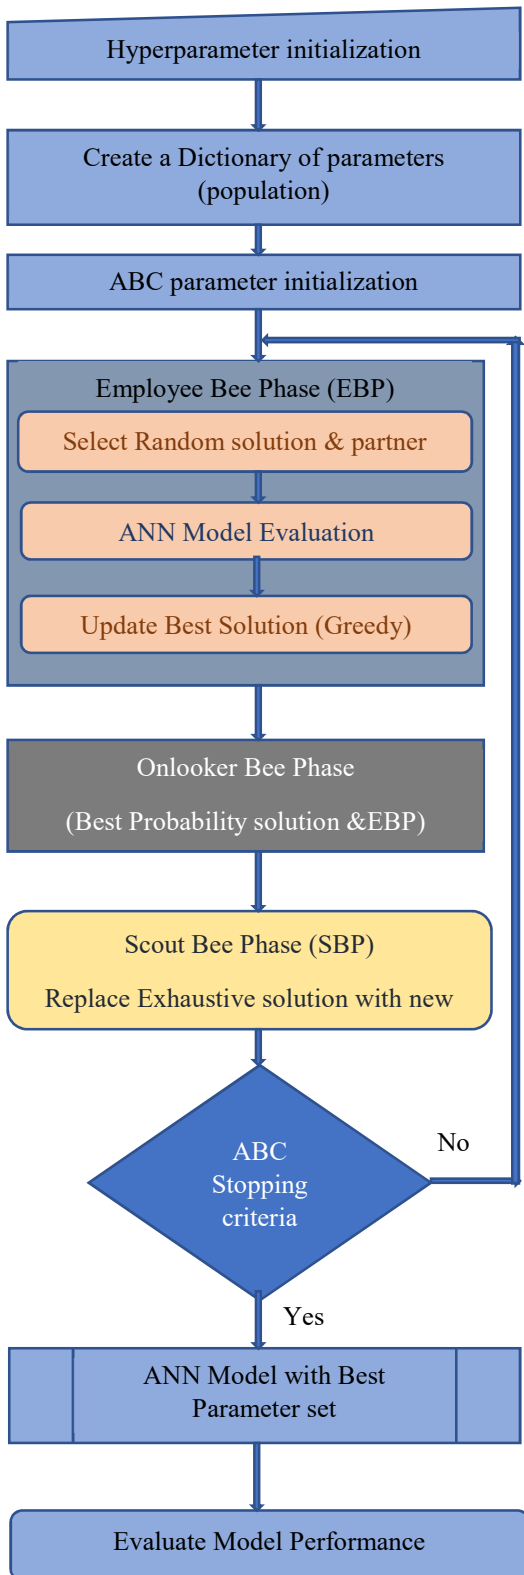 Hyperparameter initialization
Create a Dictionary of parameters
(population)
ABC parameter initialization
Employee Bee Phase (EBP)
Select Random solution & partner
ANN Model Evaluation
Update Best Solution (Greedy)
Onlooker Bee Phase
(Best Probability solution &EBP)
Scout Bee Phase (SBP)
Replace Exhaustive solution with new
ABC
Stopping
criteria
No
Yes
ANN Model with Best
Parameter set
Evaluate Model Performance